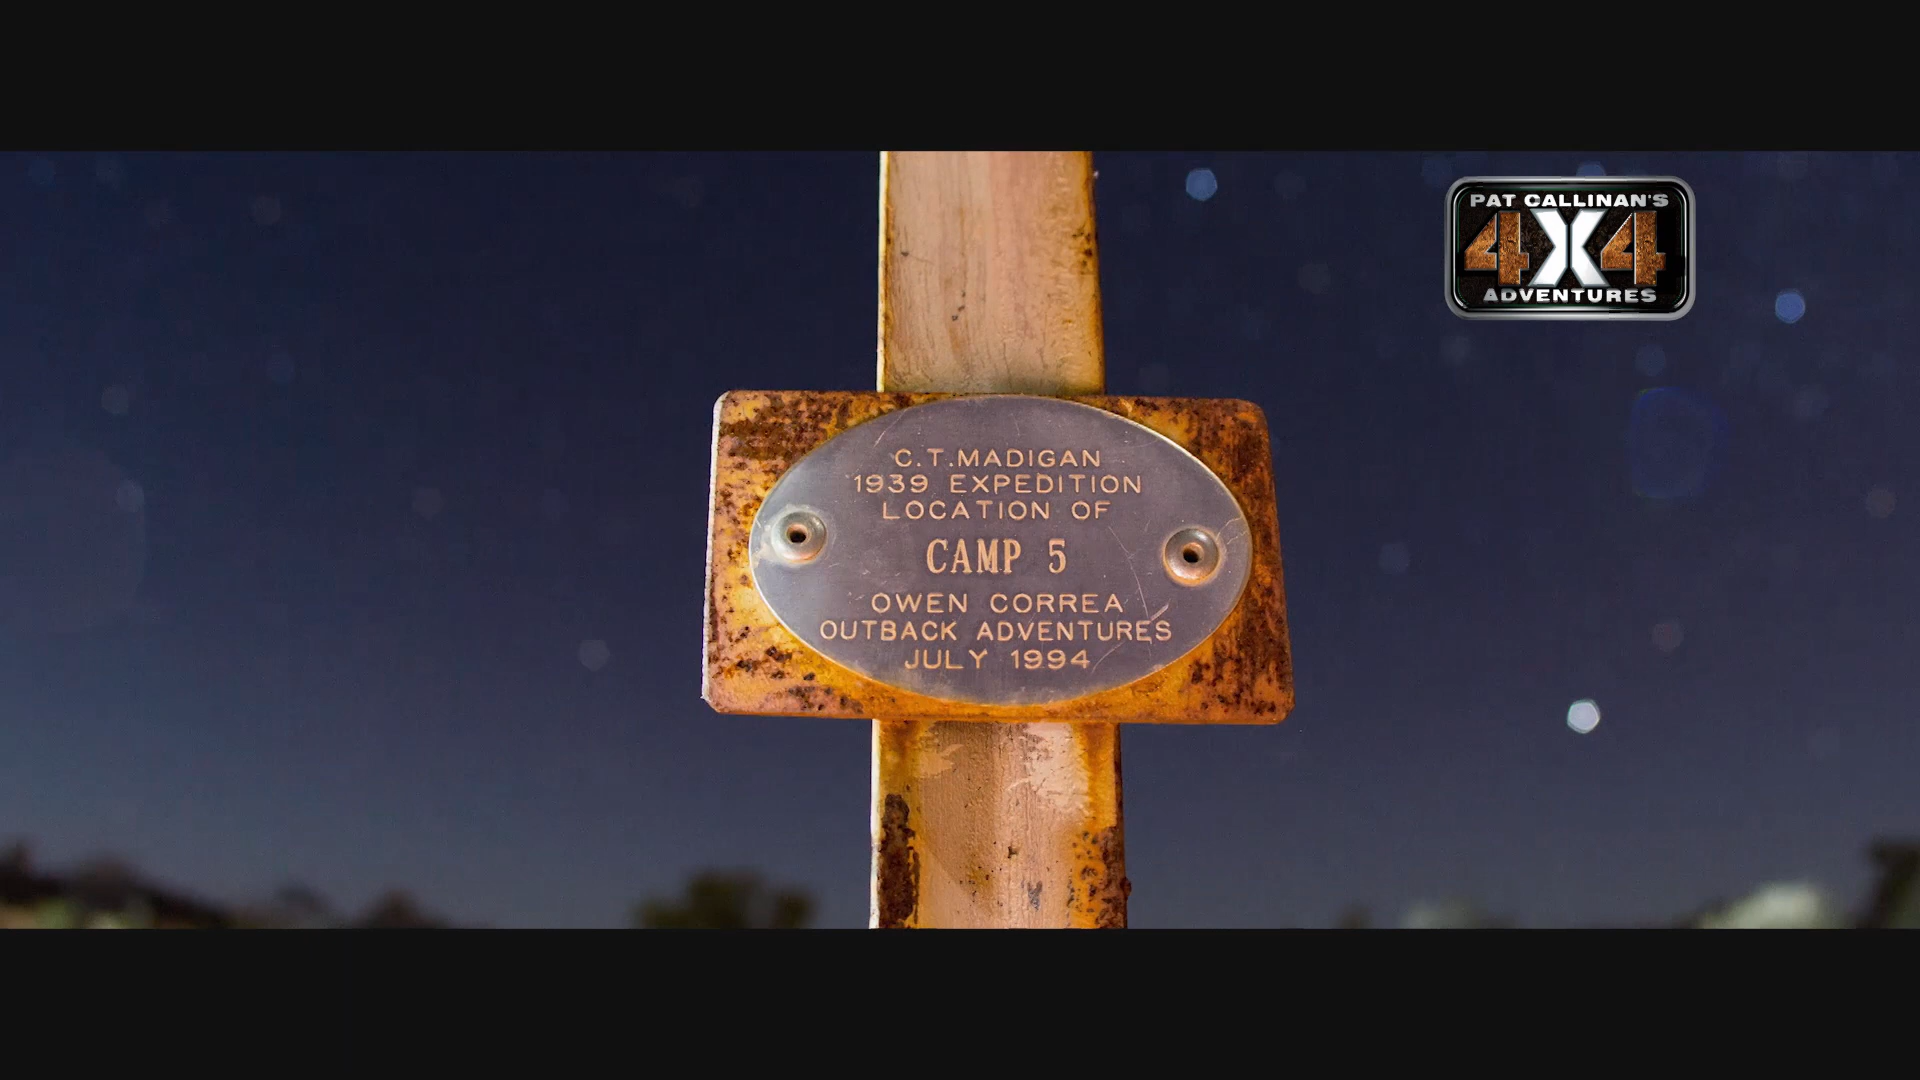 PAT CALLINAN'S
4X4
ADVENTURES
C.T.MADIGAN
1939 EXPEDITION
LOCATION OF
CAMP 5
OWEN CORREA
OUTBACK ADVENTURES
JULY 1994